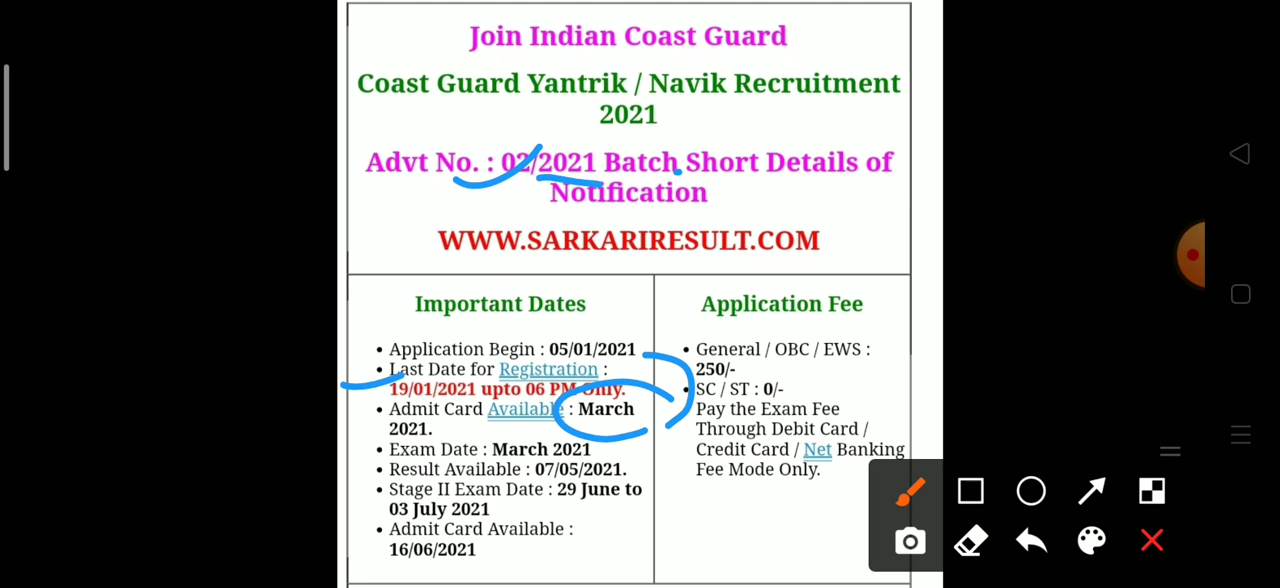 Join Indian Coast Guard
Coast Guard Yantrik / Navik Recruitment
2021
Advt No. : 02/2021 Batch Short Details of
Notification
WWW.SARKARIRESULT.COM
Important Dates
• Application Begin : 05/01/2021
• Last Date for Registration :
19/01/2021 upto 06 PM Only.
• Admit Card Available : March
2021.
• Exam Date : March 2021
• Result Available : 07/05/2021.
• Stage II Exam Date : 29 June to
03 July 2021
• Admit Card Available :
16/06/2021
Application Fee
• General / OBC / EWS :
250/-
• SC / ST : 0/-
Pay the Exam Fee
Through Debit Card /
Credit Card / Net Banking
Fee Mode Only.